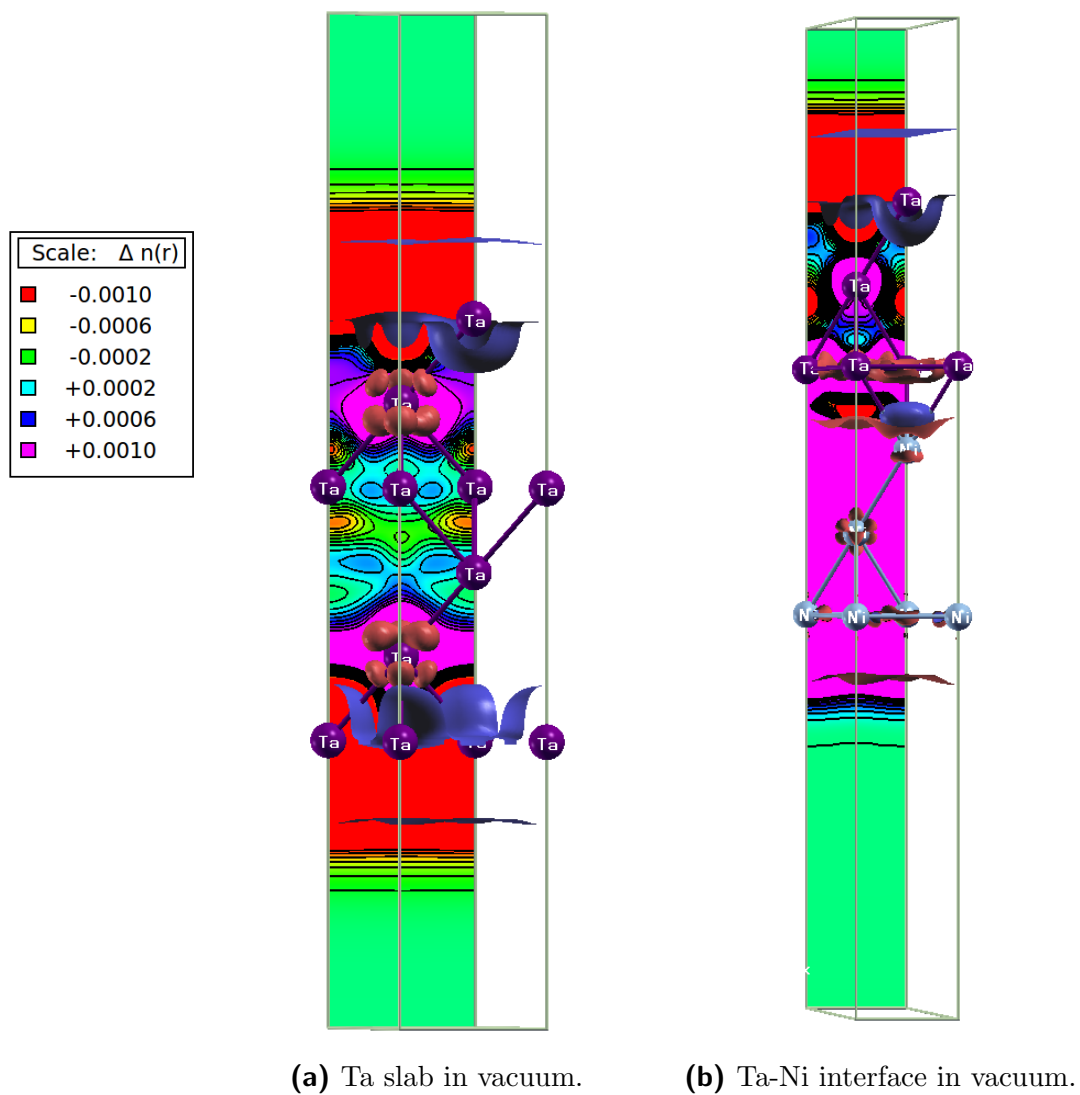 Scale: Δ n(r)
-0.0010
-0.0006
-0.0002
+0.0002
+0.0006
+0.0010
Ta
Ta
Ta Ta Ta Ta
Ta
Ta
Ta Ta Ta Ta
Ta
Ta
Ta Ta Ta
Ni
Ni Ni Ni
x
(a) Ta slab in vacuum.
(b) Ta-Ni interface in vacuum.